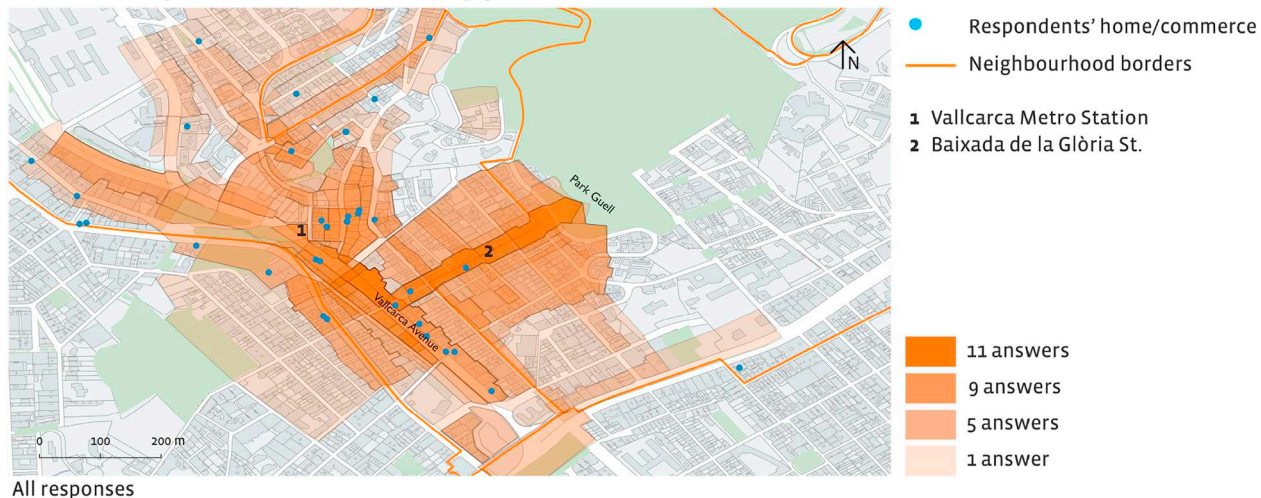 Respondents' home/commerce
N
Neighbourhood borders
1 Vallcarca Metro Station
2 Baixada de la Glòria St.
Park Guell
1
2
Vallcarca Avenue
11 answers
9 answers
5 answers
1 answer
0 100 200 m
All responses